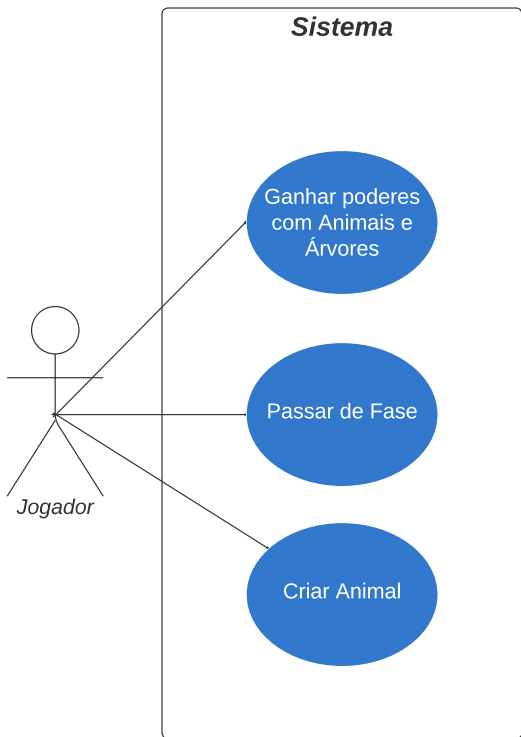 Sistema
Ganhar poderes
com Animais e
Árvores
Passar de Fase
Jogador
Criar Animal